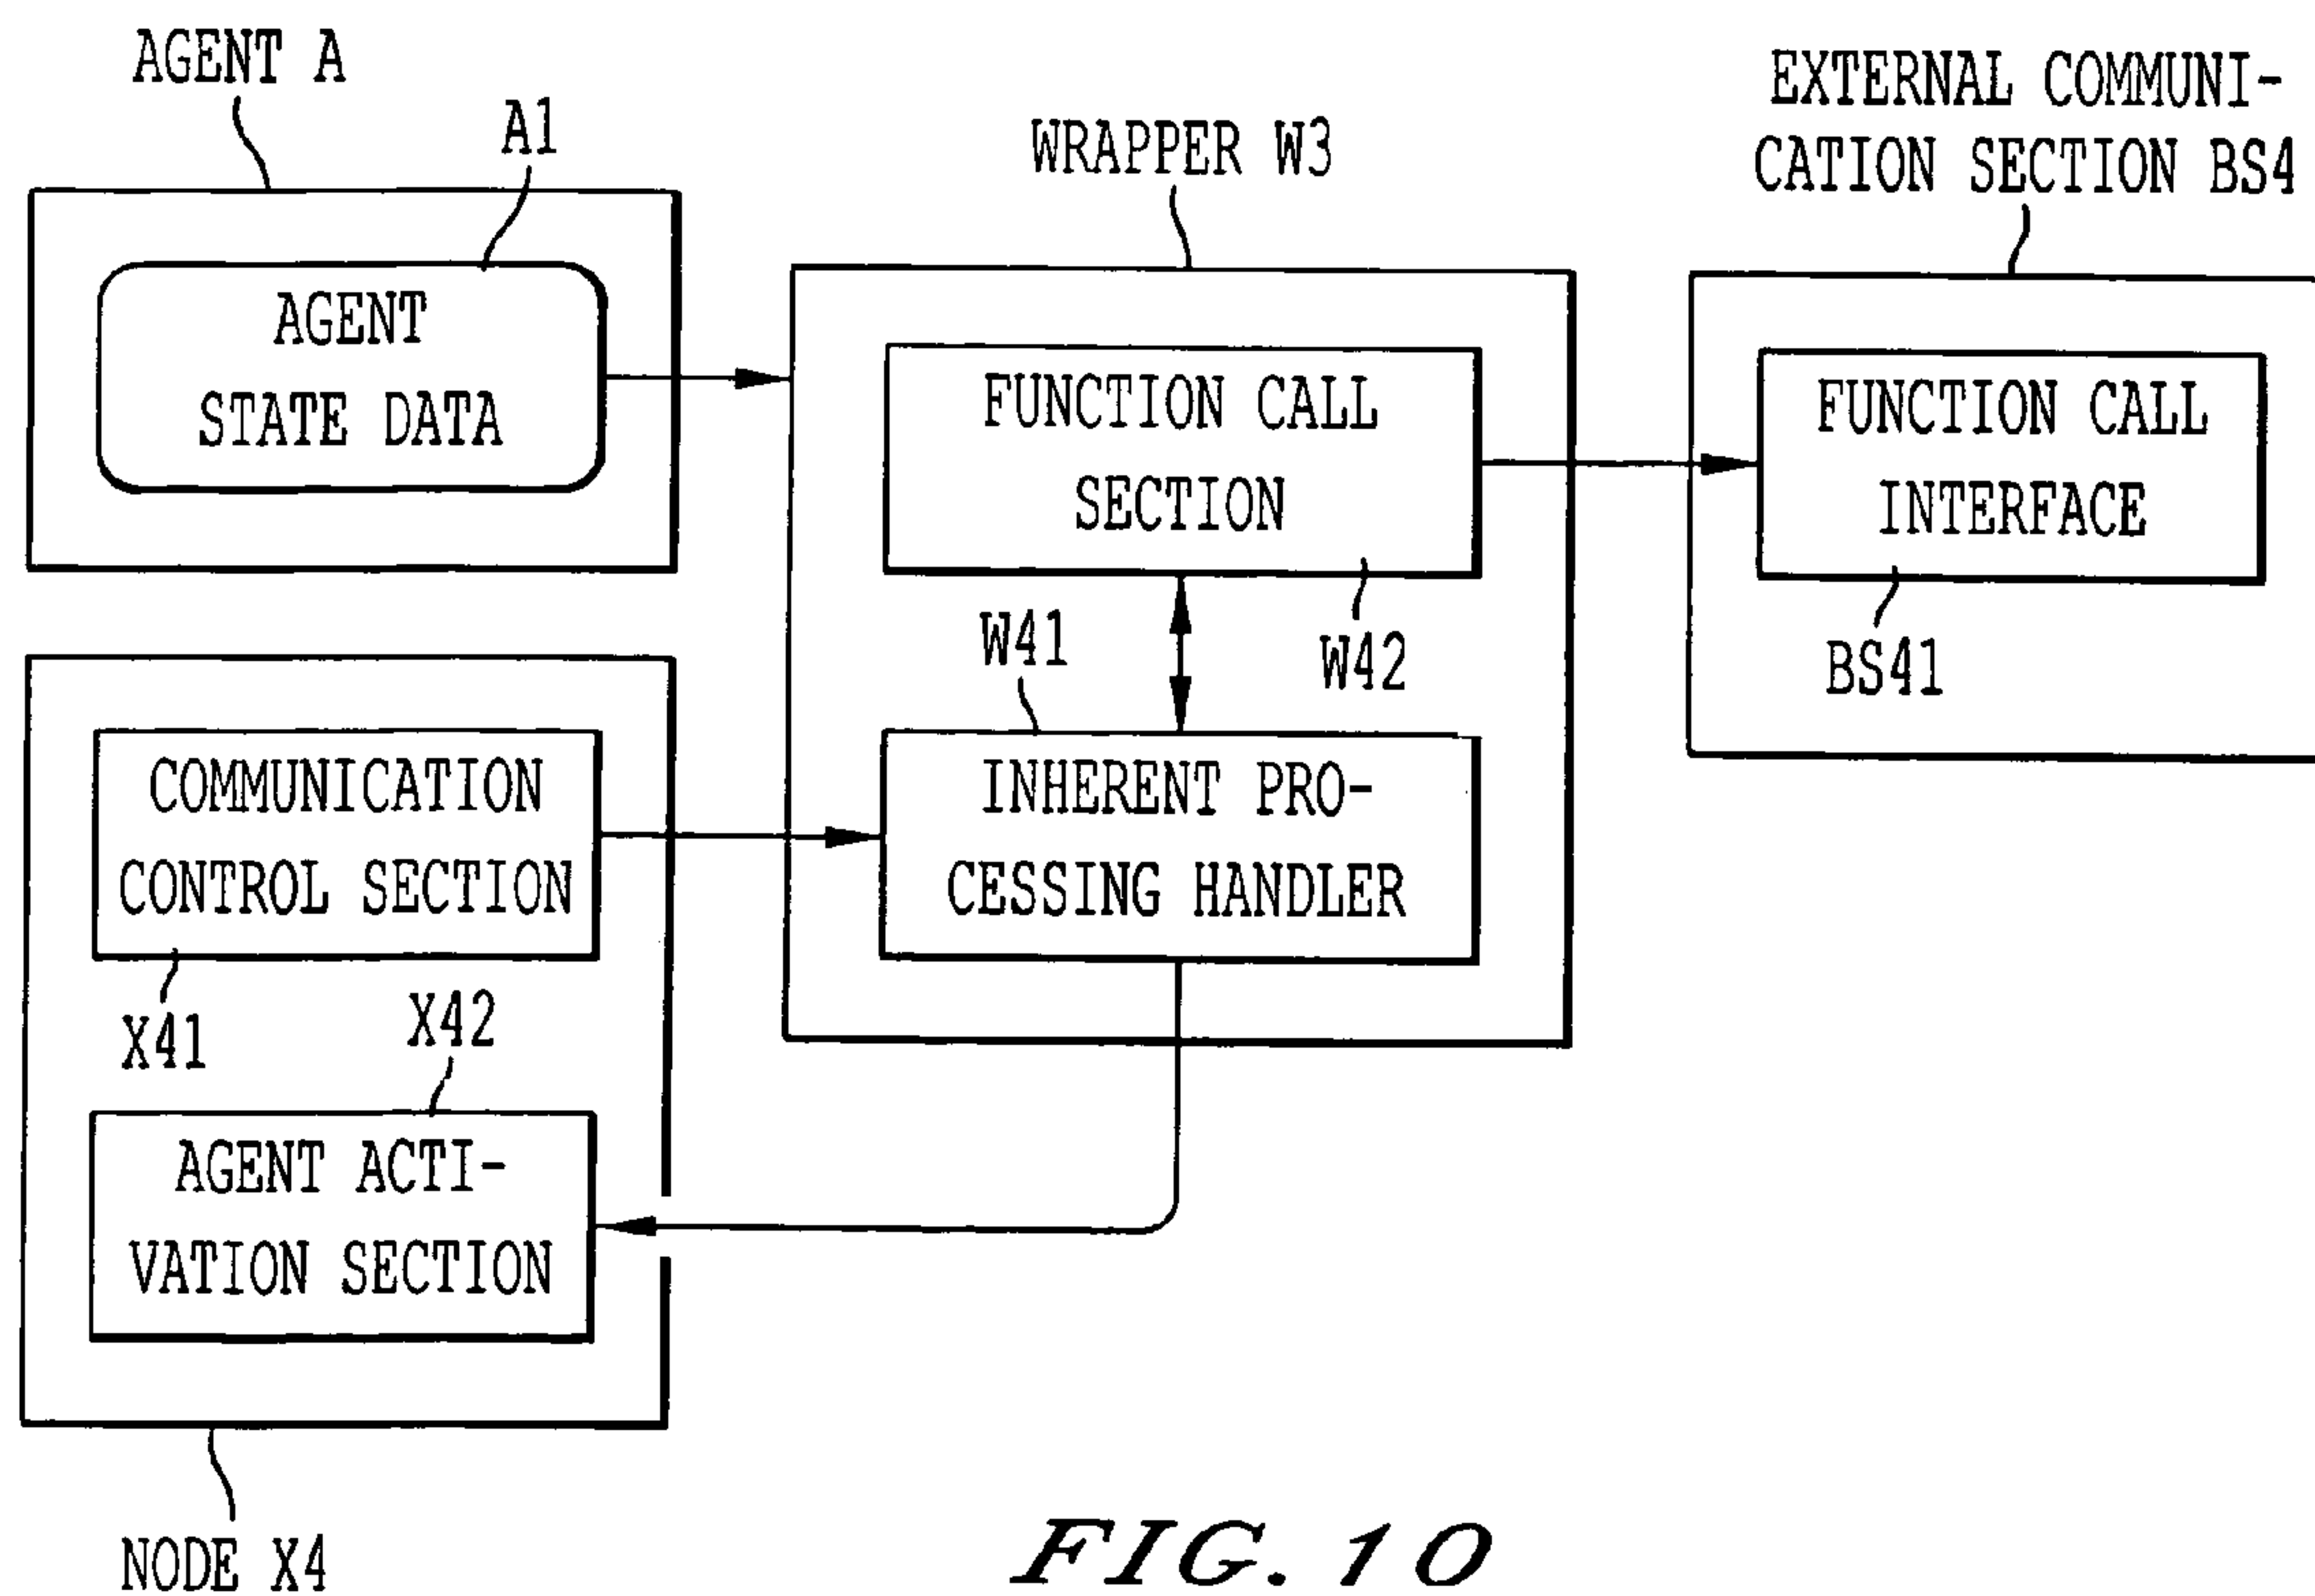 AGENT A
A1
AGENT
STATE DATA
WRAPPER W3
FUNCTION CALL
SECTION
W41
W42
INHERENT PRO-
CESSING HANDLER
EXTERNAL COMMUNI-
CATION SECTION BS4
FUNCTION CALL
INTERFACE
BS41
COMMUNICATION
CONTROL SECTION
X41
X42
AGENT ACTI-
VATION SECTION
NODE X4
FIG. 10